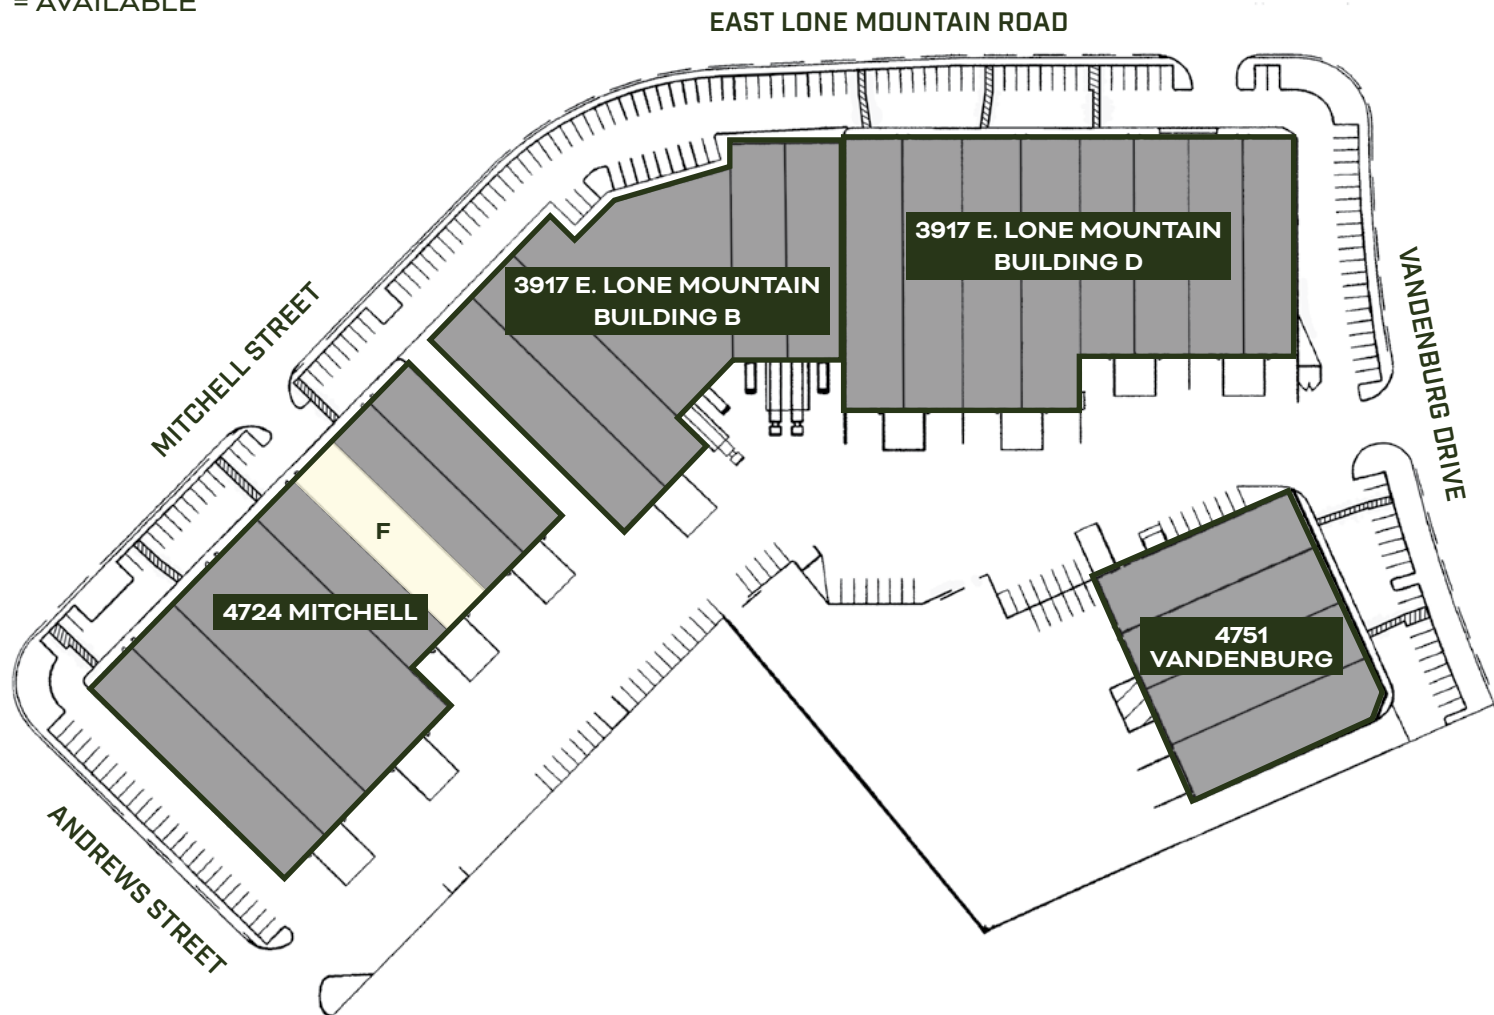 = AVAILABLE
EAST LONE MOUNTAIN ROAD
3917 E. LONE MOUNTAIN
BUILDING D
3917 E. LONE MOUNTAIN
BUILDING B
MITCHELL STREET
VANDENBURG DRIVE
F
4724 MITCHELL
4751
VANDENBURG
ANDREWS STREET